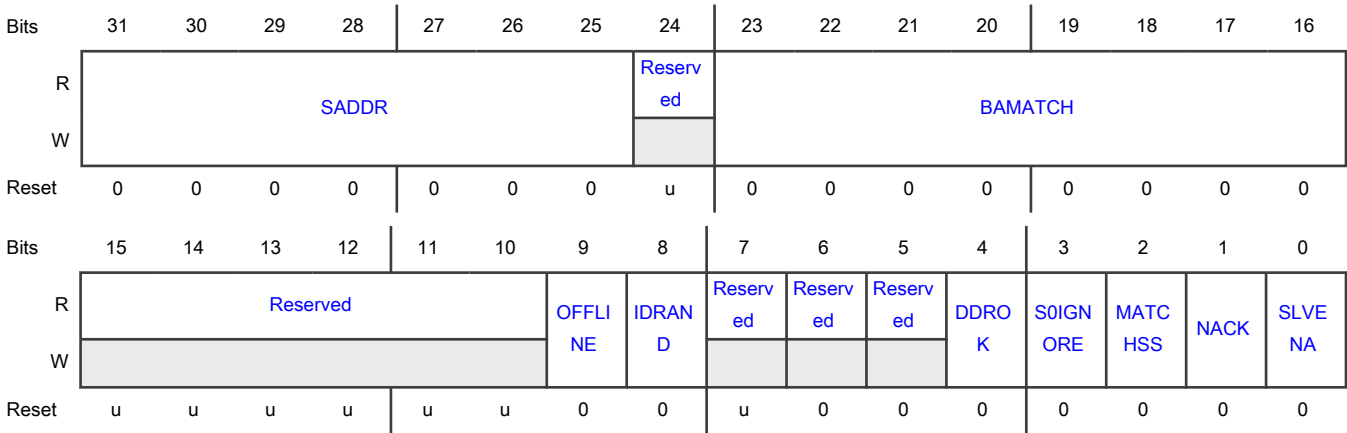 Bits 31 30 29 28 27 26 25 24 23 22 21 20 19 18 17 16
R SADDR Reserv
ed BAMATCH
W
Reset 0 0 0 0 0 0 0 u 0 0 0 0 0 0 0 0
Bits 15 14 13 12 11 10 9 8 7 6 5 4 3 2 1 0
R Reserved OFFLI
NE IDRAN
D Reserv
ed Reserv
ed Reserv
ed DDRO
K S0IGN
ORE MATC
HSS NACK SLVE
NA
W
Reset u u u u u u 0 0 u 0 0 0 0 0 0 0